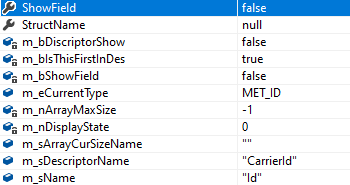 ShowField false
StructName null
m_bDiscriptorShow false
m_bIsThisFirstInDes true
m_bShowField false
m_eCurrentType MET_ID
m_nArrayMaxSize -1
m_nDisplayState 0
m_sArrayCurSizeName ""
m_sDescriptorName "CarrierId"
m_sName "Id"